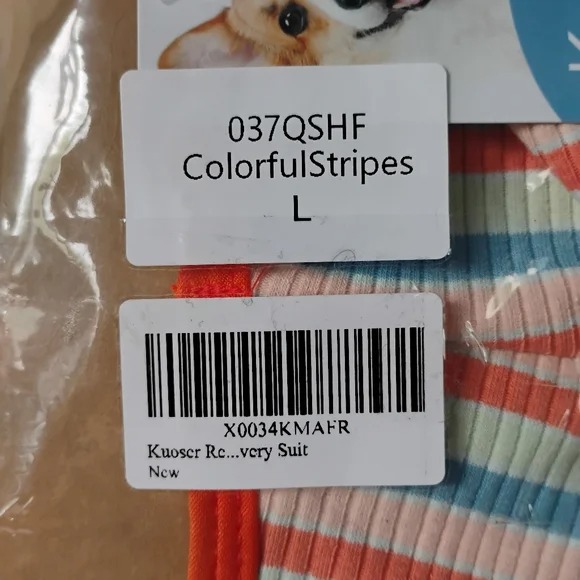 037QSHF
ColorfulStripes
L
X0034KMAFR
Kuoser Re...very Suit
New